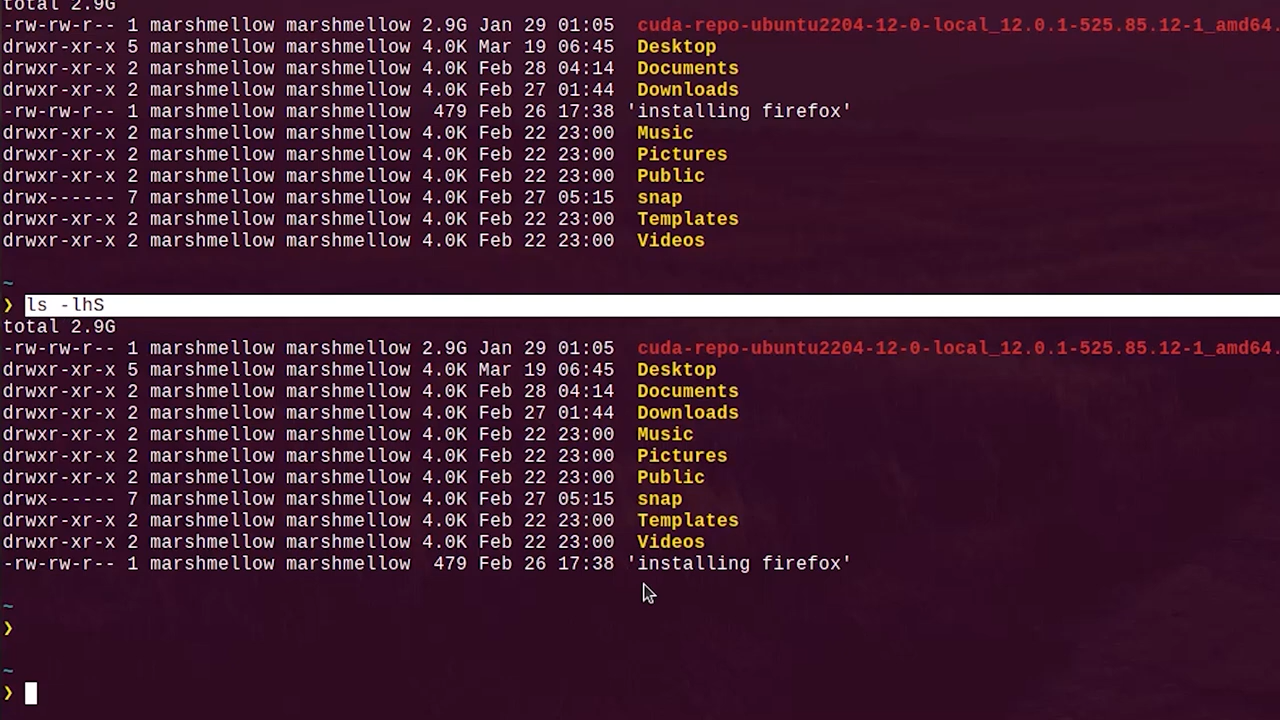 total 2.9G
-rw-rw-r-- 1 marshmellow marshmellow 2.9G Jan 29 01:05  cuda-repo-ubuntu2204-12-0-local_12.0.1-525.85.12-1_amd64.
drwxr-xr-x 5 marshmellow marshmellow 4.0K Mar 19 06:45  Desktop
drwxr-xr-x 2 marshmellow marshmellow 4.0K Feb 28 04:14  Documents
drwxr-xr-x 2 marshmellow marshmellow 4.0K Feb 27 01:44  Downloads
-rw-rw-r-- 1 marshmellow marshmellow  479 Feb 26 17:38 'installing firefox'
drwxr-xr-x 2 marshmellow marshmellow 4.0K Feb 22 23:00  Music
drwxr-xr-x 2 marshmellow marshmellow 4.0K Feb 22 23:00  Pictures
drwxr-xr-x 2 marshmellow marshmellow 4.0K Feb 22 23:00  Public
drwx------ 7 marshmellow marshmellow 4.0K Feb 27 05:15  snap
drwxr-xr-x 2 marshmellow marshmellow 4.0K Feb 22 23:00  Templates
drwxr-xr-x 2 marshmellow marshmellow 4.0K Feb 22 23:00  Videos
~
❯ ls -lhS
total 2.9G
-rw-rw-r-- 1 marshmellow marshmellow 2.9G Jan 29 01:05  cuda-repo-ubuntu2204-12-0-local_12.0.1-525.85.12-1_amd64.
drwxr-xr-x 5 marshmellow marshmellow 4.0K Mar 19 06:45  Desktop
drwxr-xr-x 2 marshmellow marshmellow 4.0K Feb 28 04:14  Documents
drwxr-xr-x 2 marshmellow marshmellow 4.0K Feb 27 01:44  Downloads
drwxr-xr-x 2 marshmellow marshmellow 4.0K Feb 22 23:00  Music
drwxr-xr-x 2 marshmellow marshmellow 4.0K Feb 22 23:00  Pictures
drwxr-xr-x 2 marshmellow marshmellow 4.0K Feb 22 23:00  Public
drwx------ 7 marshmellow marshmellow 4.0K Feb 27 05:15  snap
drwxr-xr-x 2 marshmellow marshmellow 4.0K Feb 22 23:00  Templates
drwxr-xr-x 2 marshmellow marshmellow 4.0K Feb 22 23:00  Videos
-rw-rw-r-- 1 marshmellow marshmellow  479 Feb 26 17:38 'installing firefox'
~
❯
~
❯